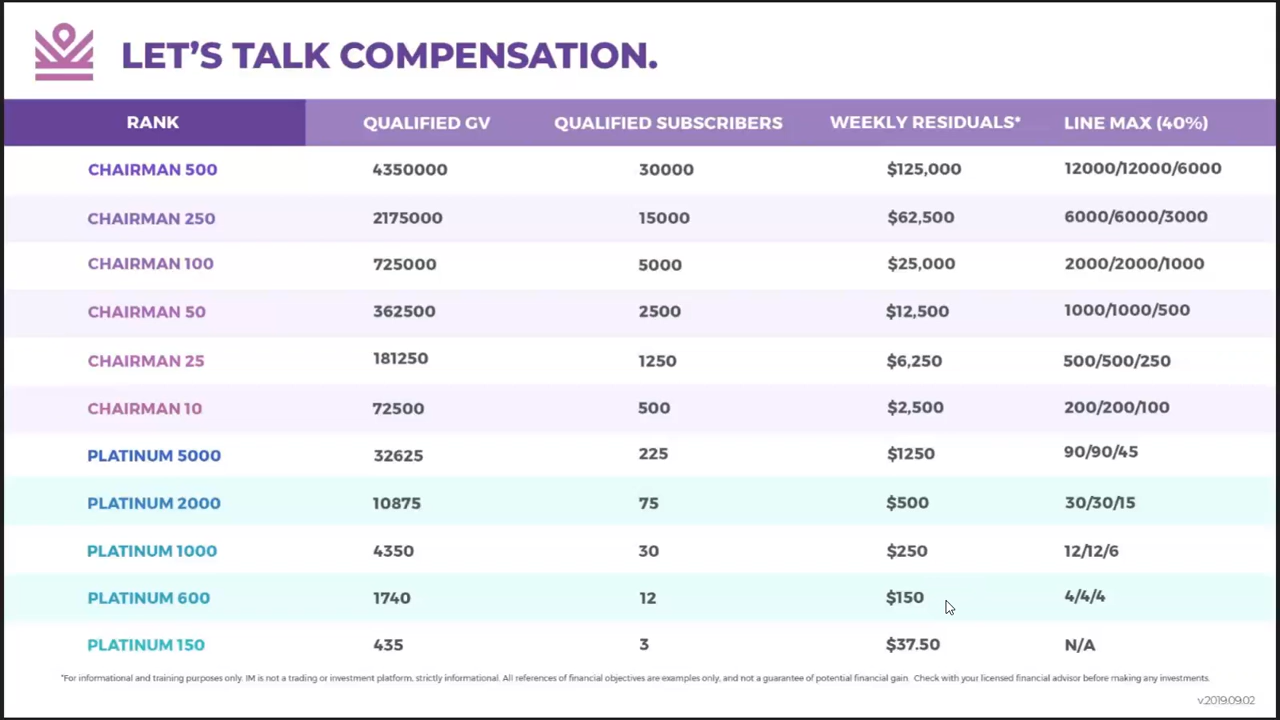 LET'S TALK COMPENSATION.
RANK QUALIFIED GV QUALIFIED SUBSCRIBERS WEEKLY RESIDUALS* LINE MAX (40%)
CHAIRMAN 500 4350000 30000 $125,000 12000/12000/6000
CHAIRMAN 250 2175000 15000 $62,500 6000/6000/3000
CHAIRMAN 100 725000 5000 $25,000 2000/2000/1000
CHAIRMAN 50 362500 2500 $12,500 1000/1000/500
CHAIRMAN 25 181250 1250 $6,250 500/500/250
CHAIRMAN 10 72500 500 $2,500 200/200/100
PLATINUM 5000 32625 225 $1250 90/90/45
PLATINUM 2000 10875 75 $500 30/30/15
PLATINUM 1000 4350 30 $250 12/12/6
PLATINUM 600 1740 12 $150 4/4/4
PLATINUM 150 435 3 $37.50 N/A
*For informational and training purposes only. IM is not a trading or investment platform, strictly informational. All references of financial objectives are examples only, and not a guarantee of potential financial gain. Check with your licensed financial advisor before making any investments.
v.2019.09.02